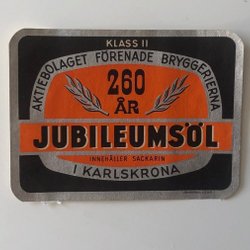 KLASS II
AKTIEBOLAGET FÖRENADE BRYGGERIERNA
260
ÅR
JUBILEUMSÖL
INNEHÅLLER SACKARIN
I KARLSKRONA